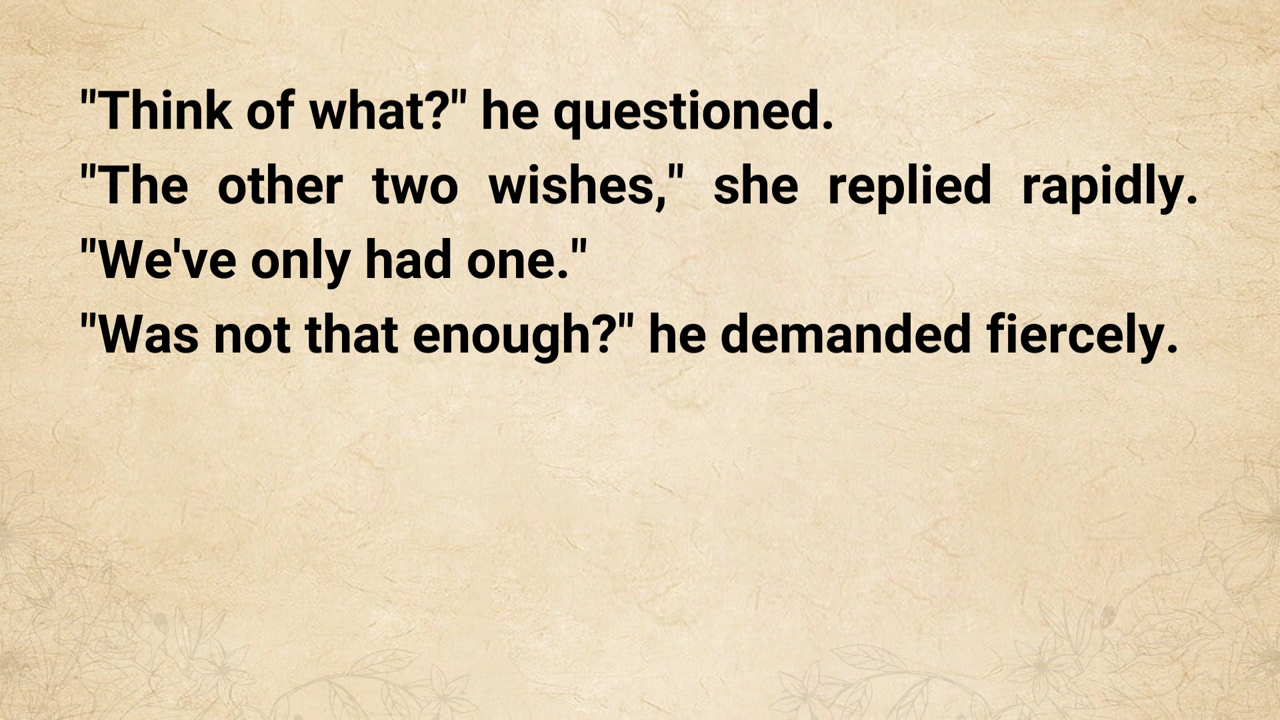 "Think of what?" he questioned.
"The other two wishes," she replied rapidly.
"We've only had one."
"Was not that enough?" he demanded fiercely.